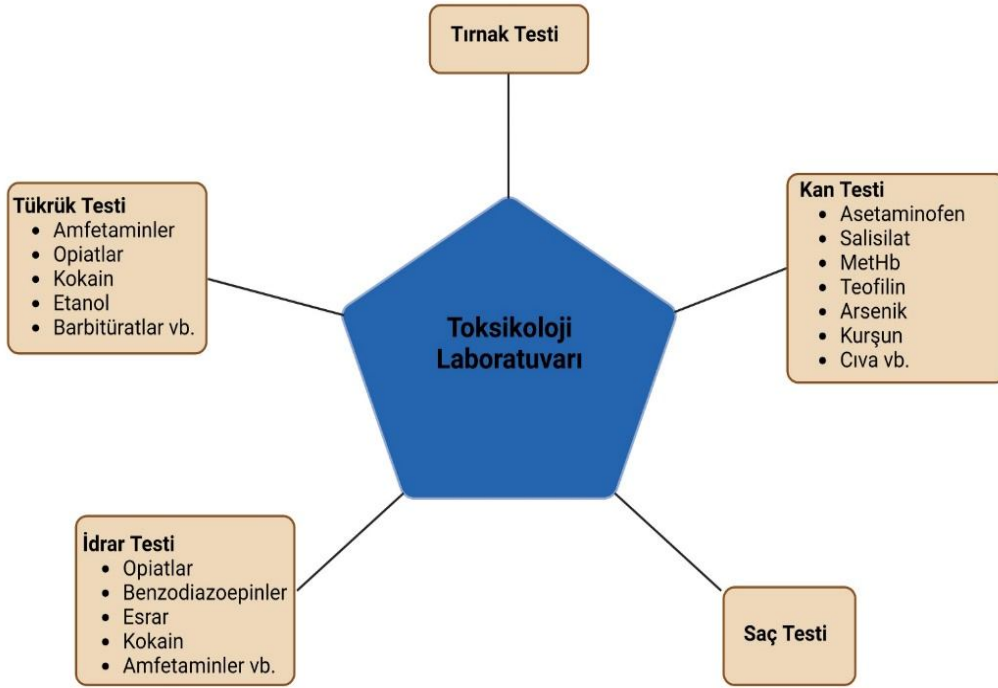 Tırnak Testi
Tükrük Testi
• Amfetaminler
• Opiatlar
• Kokain
• Etanol
• Barbitüratlar vb.
Kan Testi
• Asetaminofen
• Salisilat
• MetHb
• Teofilin
• Arsenik
• Kurşun
• Cıva vb.
Toksikoloji
Laboratuvarı
İdrar Testi
• Opiatlar
• Benzodiazoepinler
• Esrar
• Kokain
• Amfetaminler vb.
Saç Testi